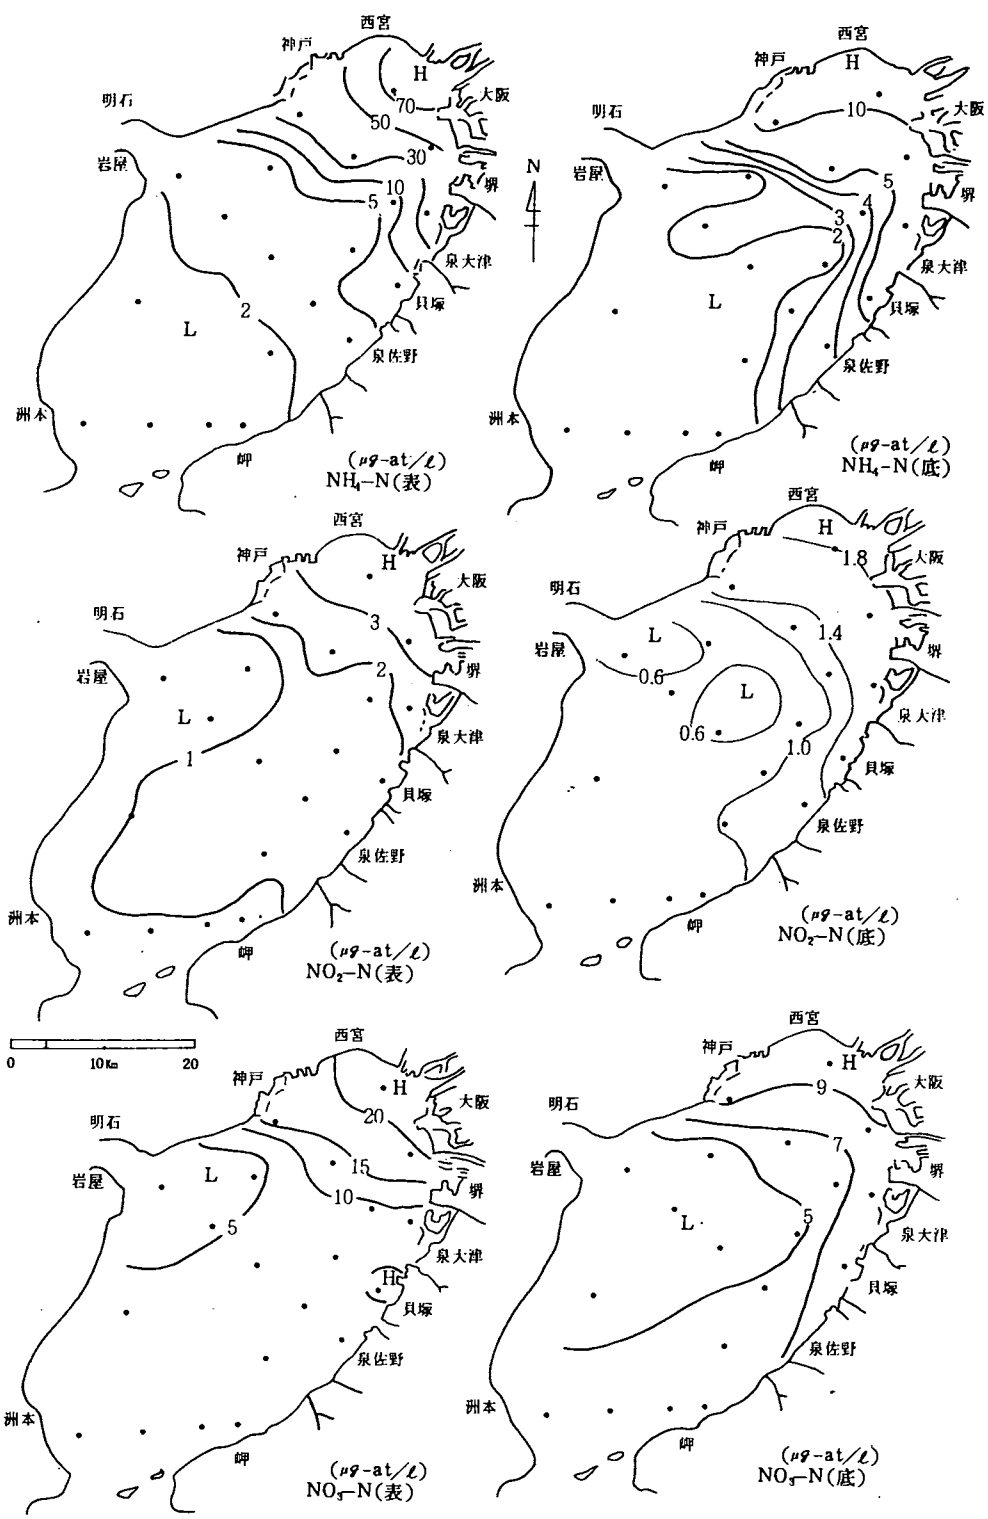 西宮
神戸
H
大阪
明石
70
50
30
岩屋
10
堺
5
泉大津
2
貝塚
L
泉佐野
洲本
岬
(μg-at/ℓ)
NH₄-N(表)
N
西宮
神戸
H
大阪
明石
10
岩屋
5
堺
4
3
2
泉大津
L
貝塚
泉佐野
洲本
岬
(μg-at/ℓ)
NH₄-N(底)
西宮
神戸
H
大阪
明石
3
岩屋
2
堺
L
泉大津
1
貝塚
泉佐野
洲本
岬
(μg-at/ℓ)
NO₂-N(表)
西宮
神戸
H
1.8
大阪
明石
L
1.4
岩屋
堺
0.6
L
泉大津
0.6
1.0
貝塚
泉佐野
洲本
岬
(μg-at/ℓ)
NO₂-N(底)
0 10Km 20
西宮
神戸
H
大阪
明石
20
15
岩屋
L
10
堺
5
泉大津
H
貝塚
泉佐野
洲本
岬
(μg-at/ℓ)
NO₃-N(表)
西宮
神戸
H
大阪
9
明石
7
岩屋
堺
L
5
泉大津
貝塚
泉佐野
洲本
岬
(μg-at/ℓ)
NO₃-N(底)